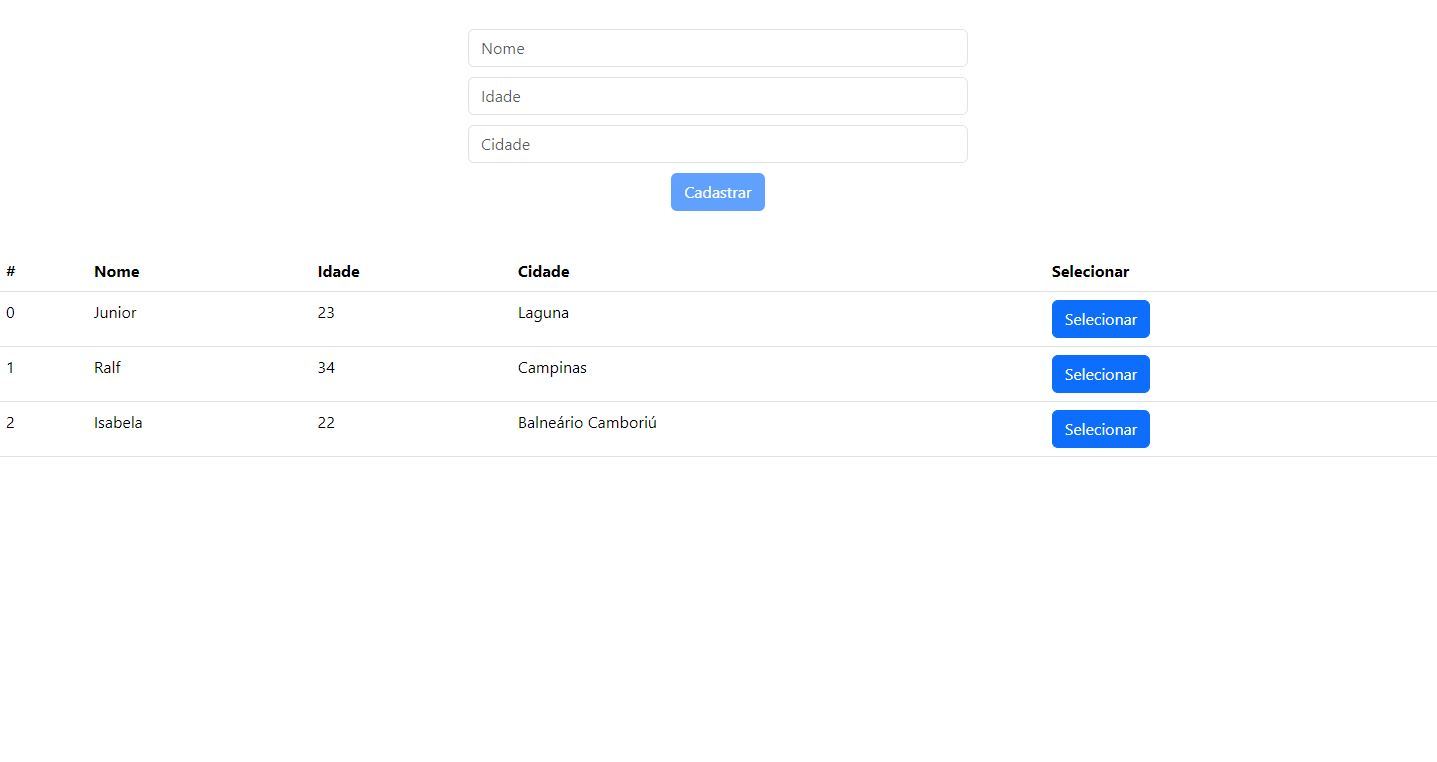 Nome
Idade
Cidade
Cadastrar
# Nome Idade Cidade Selecionar
0 Junior 23 Laguna Selecionar
1 Ralf 34 Campinas Selecionar
2 Isabela 22 Balneário Camboriú Selecionar